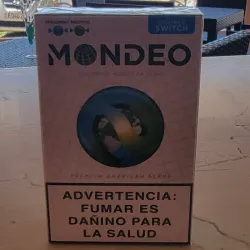 SWITCH
MONDEO
PREMIUM AMERICAN BLEND
ADVERTENCIA:
FUMAR ES
DAÑINO PARA
LA SALUD